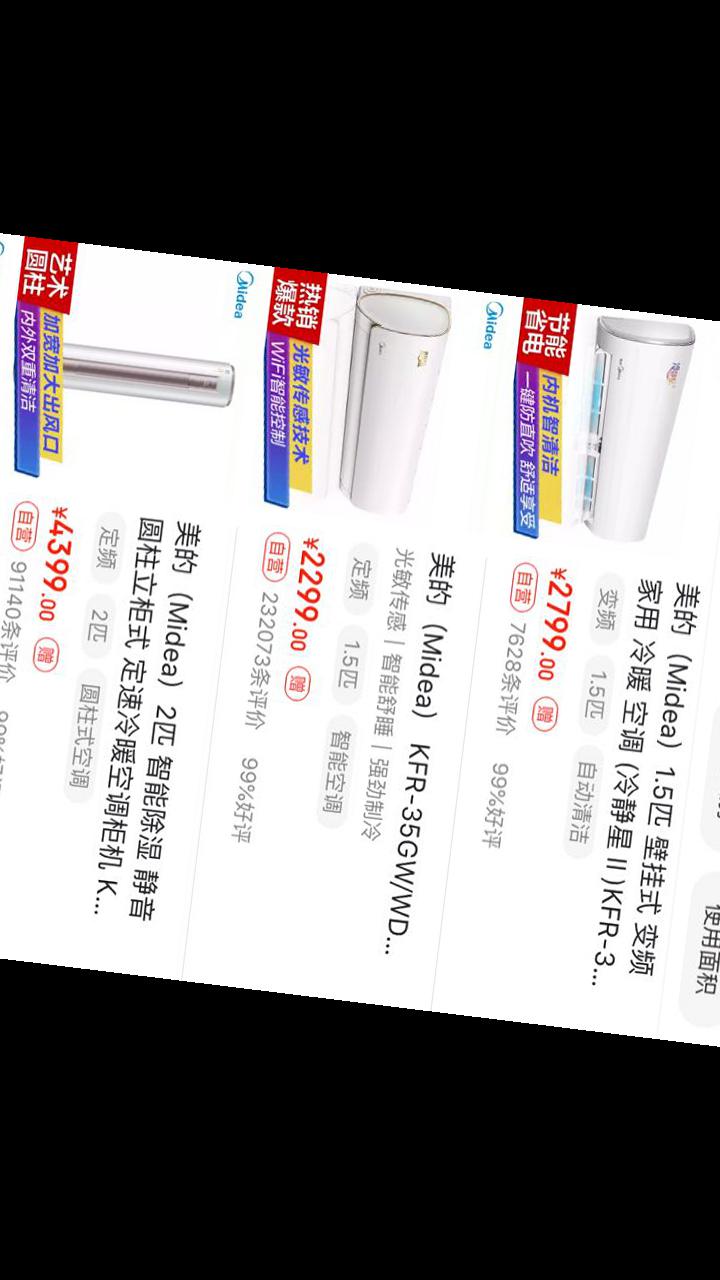 使用面积
Midea
节能
省电
内机智清洁
一键防直吹 舒适享受
美的（Midea）1.5匹 壁挂式 变频
家用 冷暖 空调 (冷静星Ⅱ)KFR-3...
变频 1.5匹 自动清洁
¥2799.00 赠
自营 7628条评价 99%好评
Midea
热销
爆款
光敏传感技术
WIFI智能控制
美的（Midea） KFR-35GW/WD...
光敏传感丨智能舒睡丨强劲制冷
定频 1.5匹 智能空调
¥2299.00 赠
自营 232073条评价 99%好评
艺术
圆柱
加宽加大出风口
内外双重清洁
美的（Midea）2匹 智能除湿 静音
圆柱立柜式 定速冷暖空调柜机 K...
定频 2匹 圆柱式空调
¥4399.00 赠
自营 91140条评价